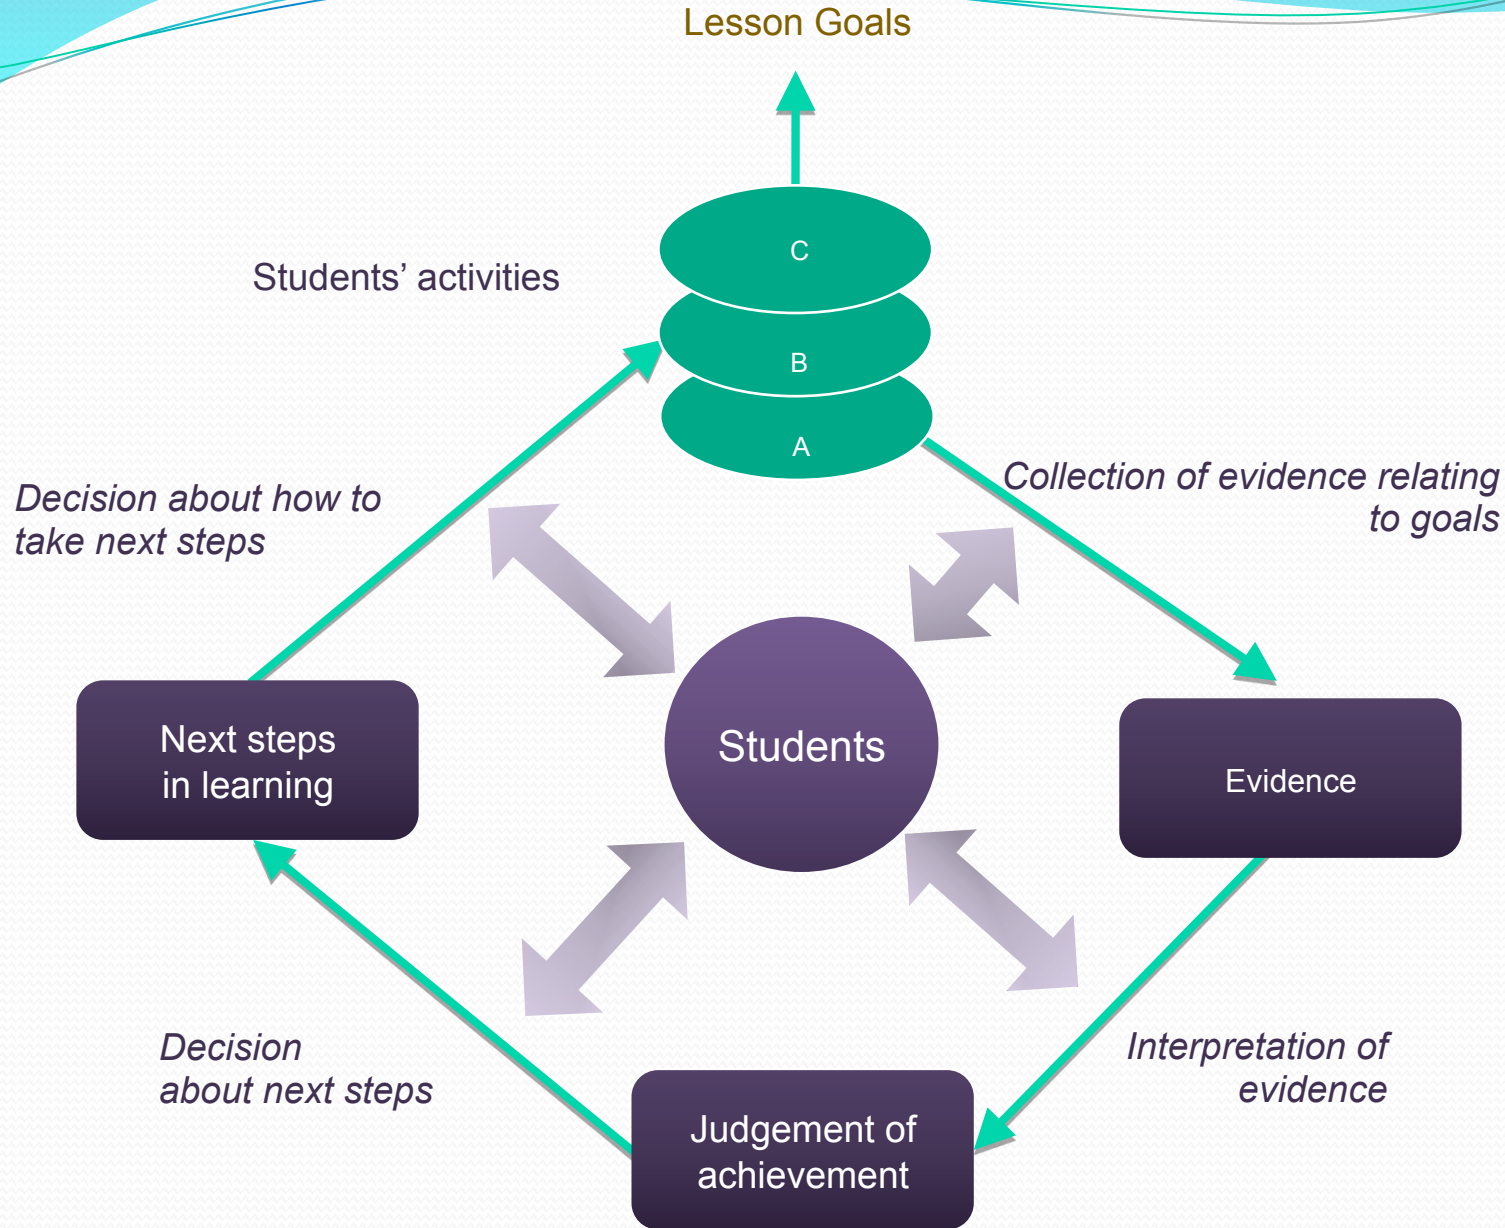 Lesson Goals
C
Students’ activities
B
A
Collection of evidence relating
to goals
Decision about how to
take next steps
Students
Next steps
in learning
Evidence
Interpretation of
evidence
Decision
about next steps
Judgement of
achievement